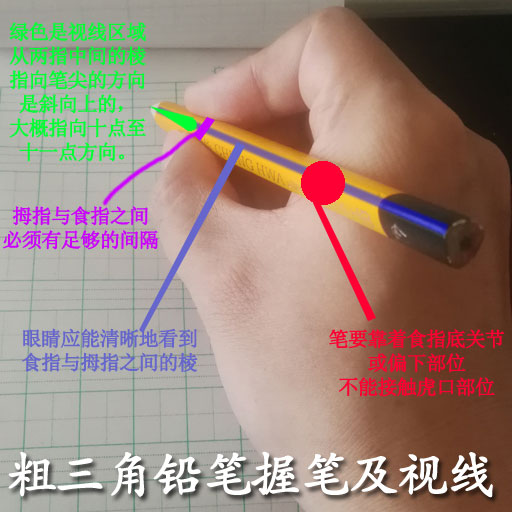 绿色是视线区域
从两指中间的棱
指向笔尖的方向
是斜向上的，
大概指向十点至
十一点方向。
CHUNG HWA
拇指与食指之间
必须有足够的间隔
眼睛应能清晰地看到
食指与拇指之间的棱
笔要靠着食指底关节
或偏下部位
不能接触虎口部位
粗三角铅笔握笔及视线